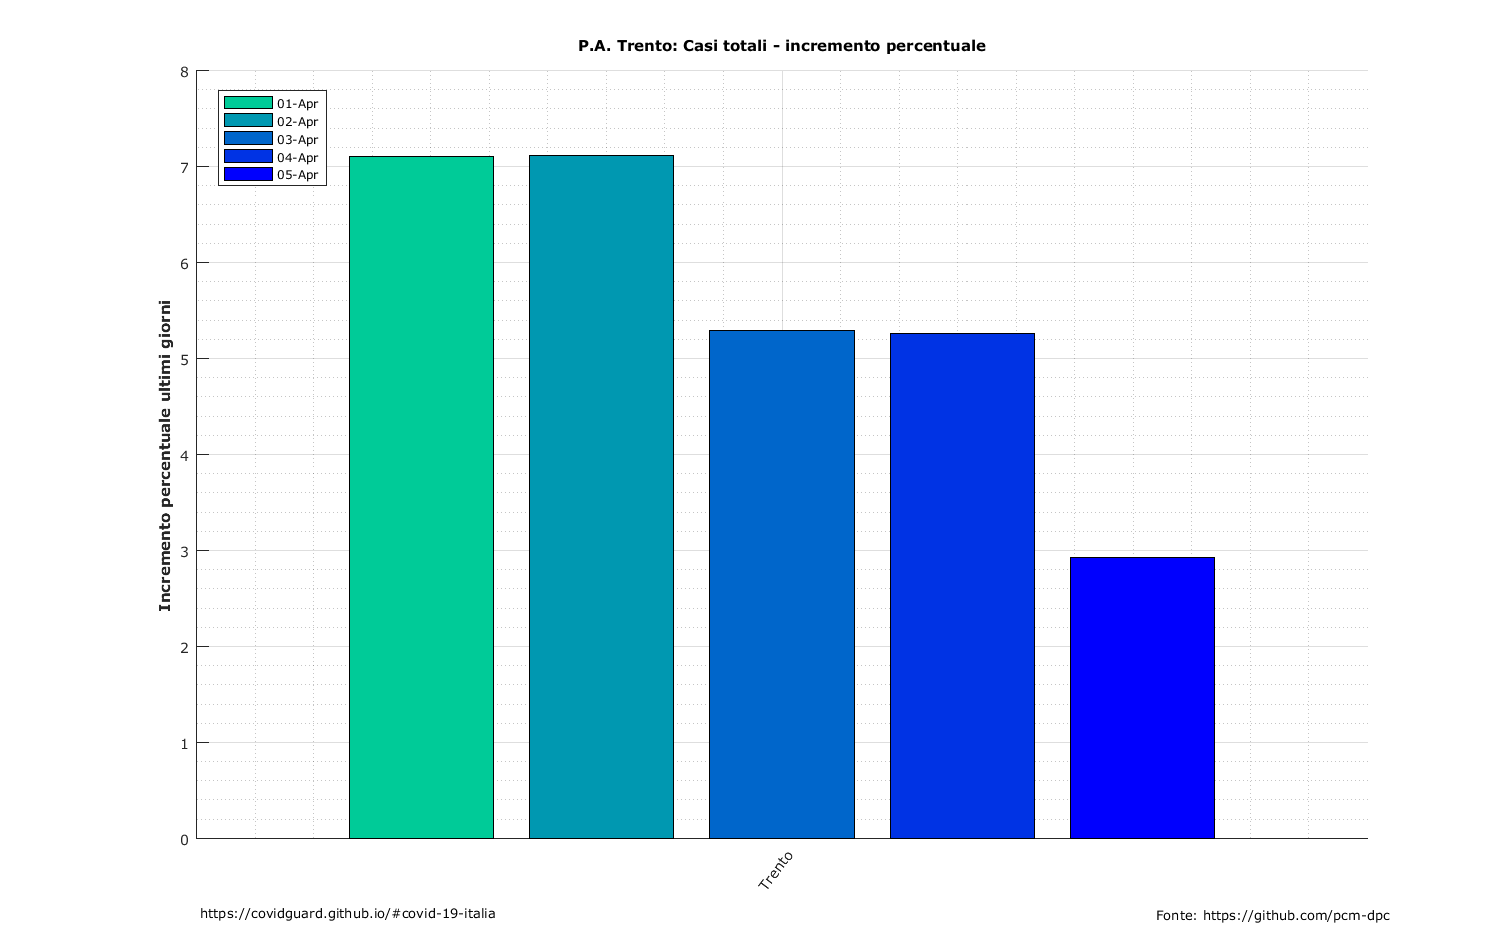 P.A. Trento: Casi totali - incremento percentuale
8
7
6
5
4
3
2
1
0
Incremento percentuale ultimi giorni
01-Apr
02-Apr
03-Apr
04-Apr
05-Apr
Trento
https://covidguard.github.io/#covid-19-italia
Fonte: https://github.com/pcm-dpc